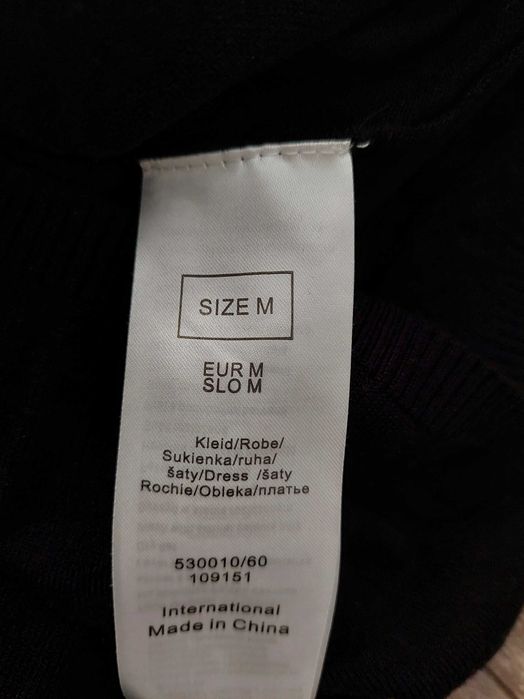 SIZE M
EUR M
SLO M
Kleid/Robe/
Sukienka/ruha/
šaty/Dress /šaty
Rochie/Obleka/платье
530010/60
109151
International
Made in China